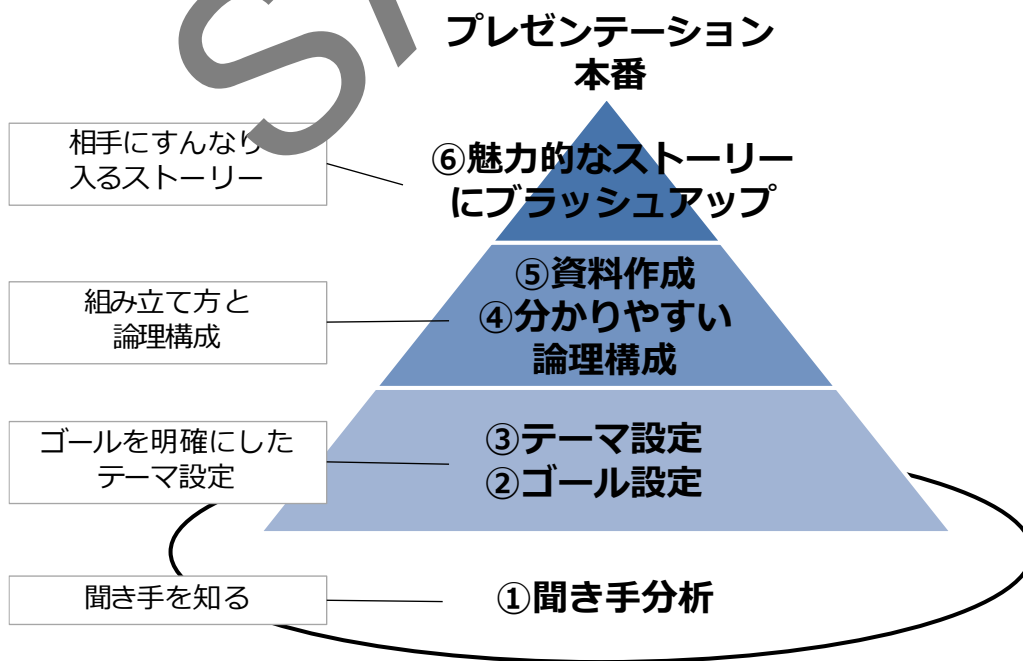 プレゼンテーション
本番
相手にすんなり
入るストーリー
⑥魅力的なストーリー
にブラッシュアップ
組み立て方と
論理構成
⑤資料作成
④分かりやすい
論理構成
ゴールを明確にした
テーマ設定
③テーマ設定
②ゴール設定
聞き手を知る
①聞き手分析